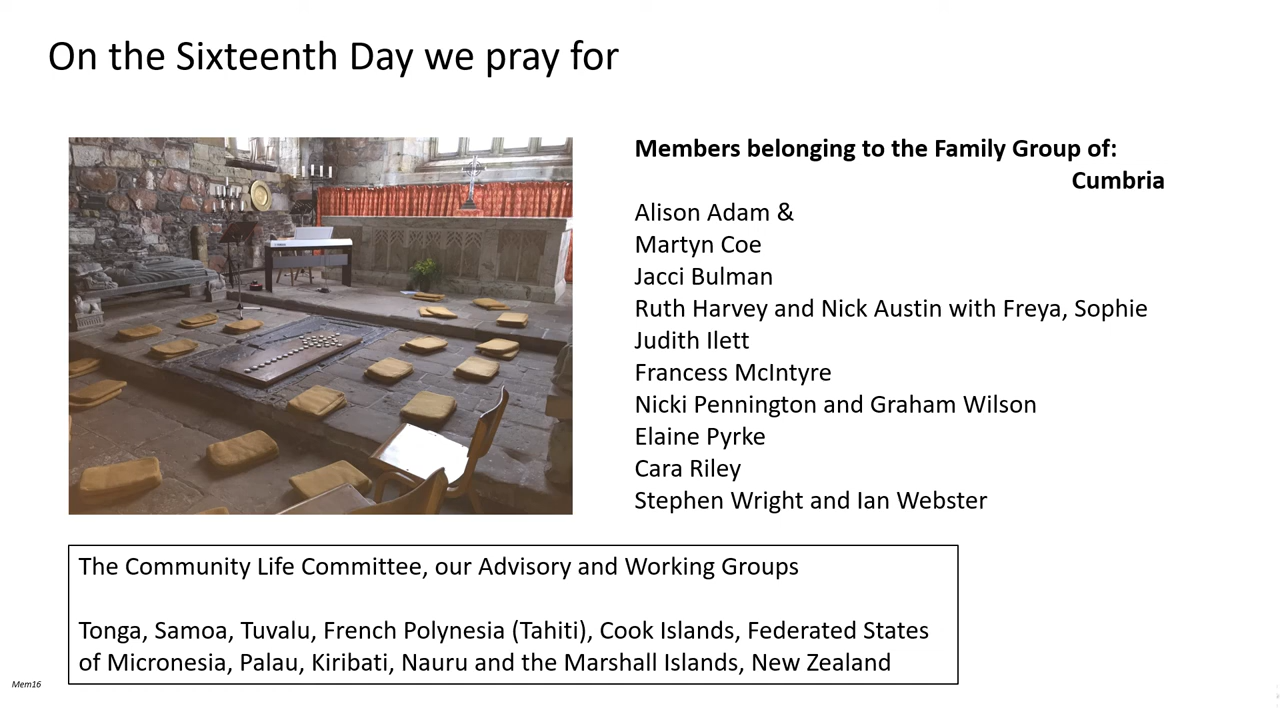 On the Sixteenth Day we pray for
Members belonging to the Family Group of:
Cumbria
Alison Adam &
Martyn Coe
Jacci Bulman
Ruth Harvey and Nick Austin with Freya, Sophie
Judith Ilett
Francess McIntyre
Nicki Pennington and Graham Wilson
Elaine Pyrke
Cara Riley
Stephen Wright and Ian Webster
The Community Life Committee, our Advisory and Working Groups
Tonga, Samoa, Tuvalu, French Polynesia (Tahiti), Cook Islands, Federated States
of Micronesia, Palau, Kiribati, Nauru and the Marshall Islands, New Zealand
Mem16